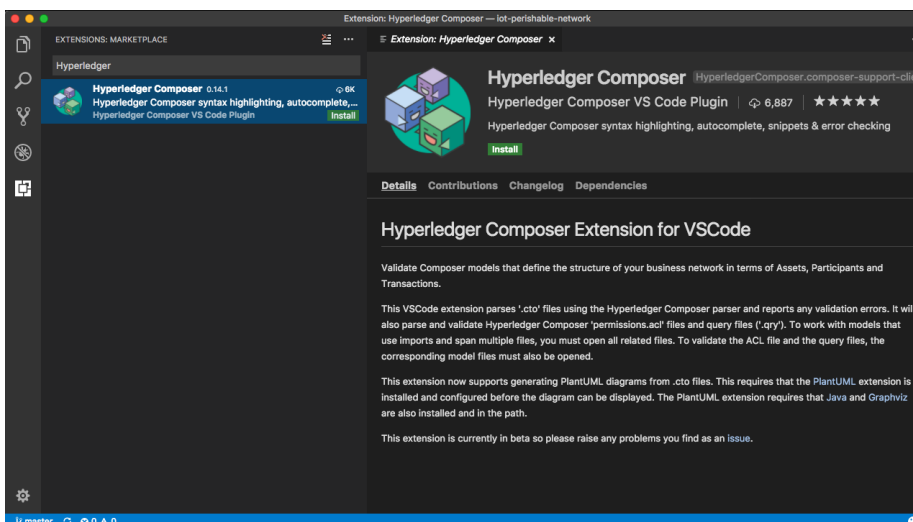 Extension: Hyperledger Composer — iot-perishable-network
EXTENSIONS: MARKETPLACE
Extension: Hyperledger Composer
Hyperledger
Hyperledger Composer 0.14.1 6K
Hyperledger Composer syntax highlighting, autocomplete,...
Hyperledger Composer VS Code Plugin Install
Hyperledger Composer HyperledgerComposer.composer-support-clie
Hyperledger Composer VS Code Plugin 6,887 ★★★★★
Hyperledger Composer syntax highlighting, autocomplete, snippets & error checking
Install
Details Contributions Changelog Dependencies
Hyperledger Composer Extension for VSCode
Validate Composer models that define the structure of your business network in terms of Assets, Participants and
Transactions.
This VSCode extension parses '.cto' files using the Hyperledger Composer parser and reports any validation errors. It will
also parse and validate Hyperledger Composer 'permissions.acl' files and query files ('.qry'). To work with models that
use imports and span multiple files, you must open all related files. To validate the ACL file and the query files, the
corresponding model files must also be opened.
This extension now supports generating PlantUML diagrams from .cto files. This requires that the PlantUML extension is
installed and configured before the diagram can be displayed. The PlantUML extension requires that Java and Graphviz
are also installed and in the path.
This extension is currently in beta so please raise any problems you find as an issue.
master 0 0